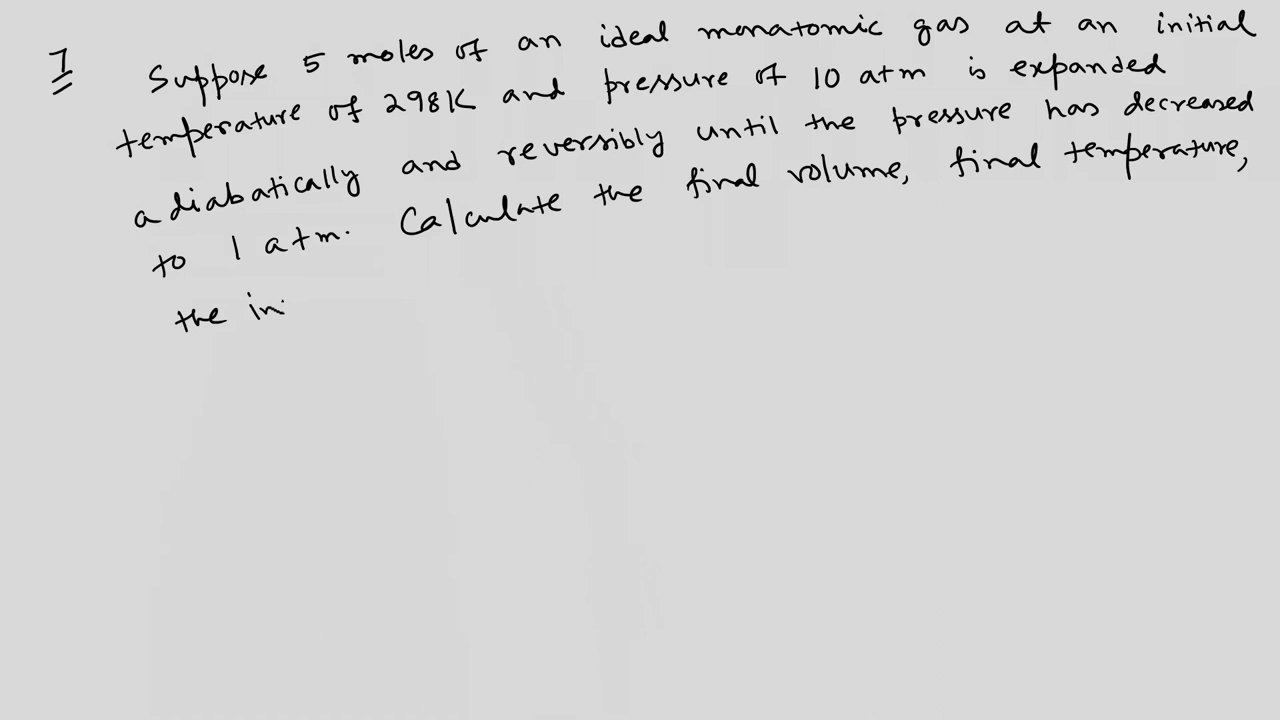 I Suppose 5 moles of an ideal monatomic gas at an initial
temperature of 298K and pressure of 10 atm is expanded
adiabatically and reversibly until the pressure has decreased
to 1 atm. Calculate the final volume, final temperature,
the in